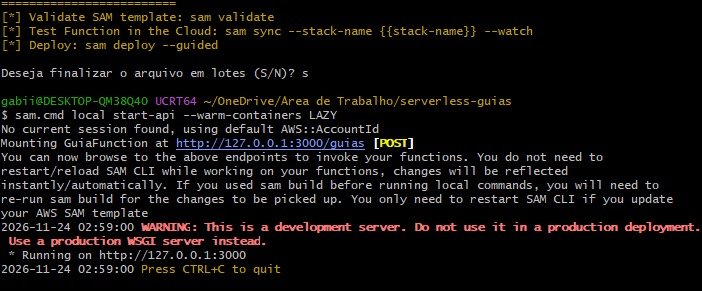 =========================
[*] Validate SAM template: sam validate
[*] Test Function in the Cloud: sam sync --stack-name {{stack-name}} --watch
[*] Deploy: sam deploy --guided
Deseja finalizar o arquivo em lotes (S/N)? s
gabii@DESKTOP-QM38Q40 UCRT64 ~/OneDrive/Área de Trabalho/serverless-guias
$ sam.cmd local start-api --warm-containers LAZY
No current session found, using default AWS::AccountId
Mounting GuiaFunction at http://127.0.0.1:3000/guias [POST]
You can now browse to the above endpoints to invoke your functions. You do not need to
restart/reload SAM CLI while working on your functions, changes will be reflected
instantly/automatically. If you used sam build before running local commands, you will need to
re-run sam build for the changes to be picked up. You only need to restart SAM CLI if you update
your AWS SAM template
2026-11-24 02:59:00 WARNING: This is a development server. Do not use it in a production deployment.
Use a production WSGI server instead.
* Running on http://127.0.0.1:3000
2026-11-24 02:59:00 Press CTRL+C to quit